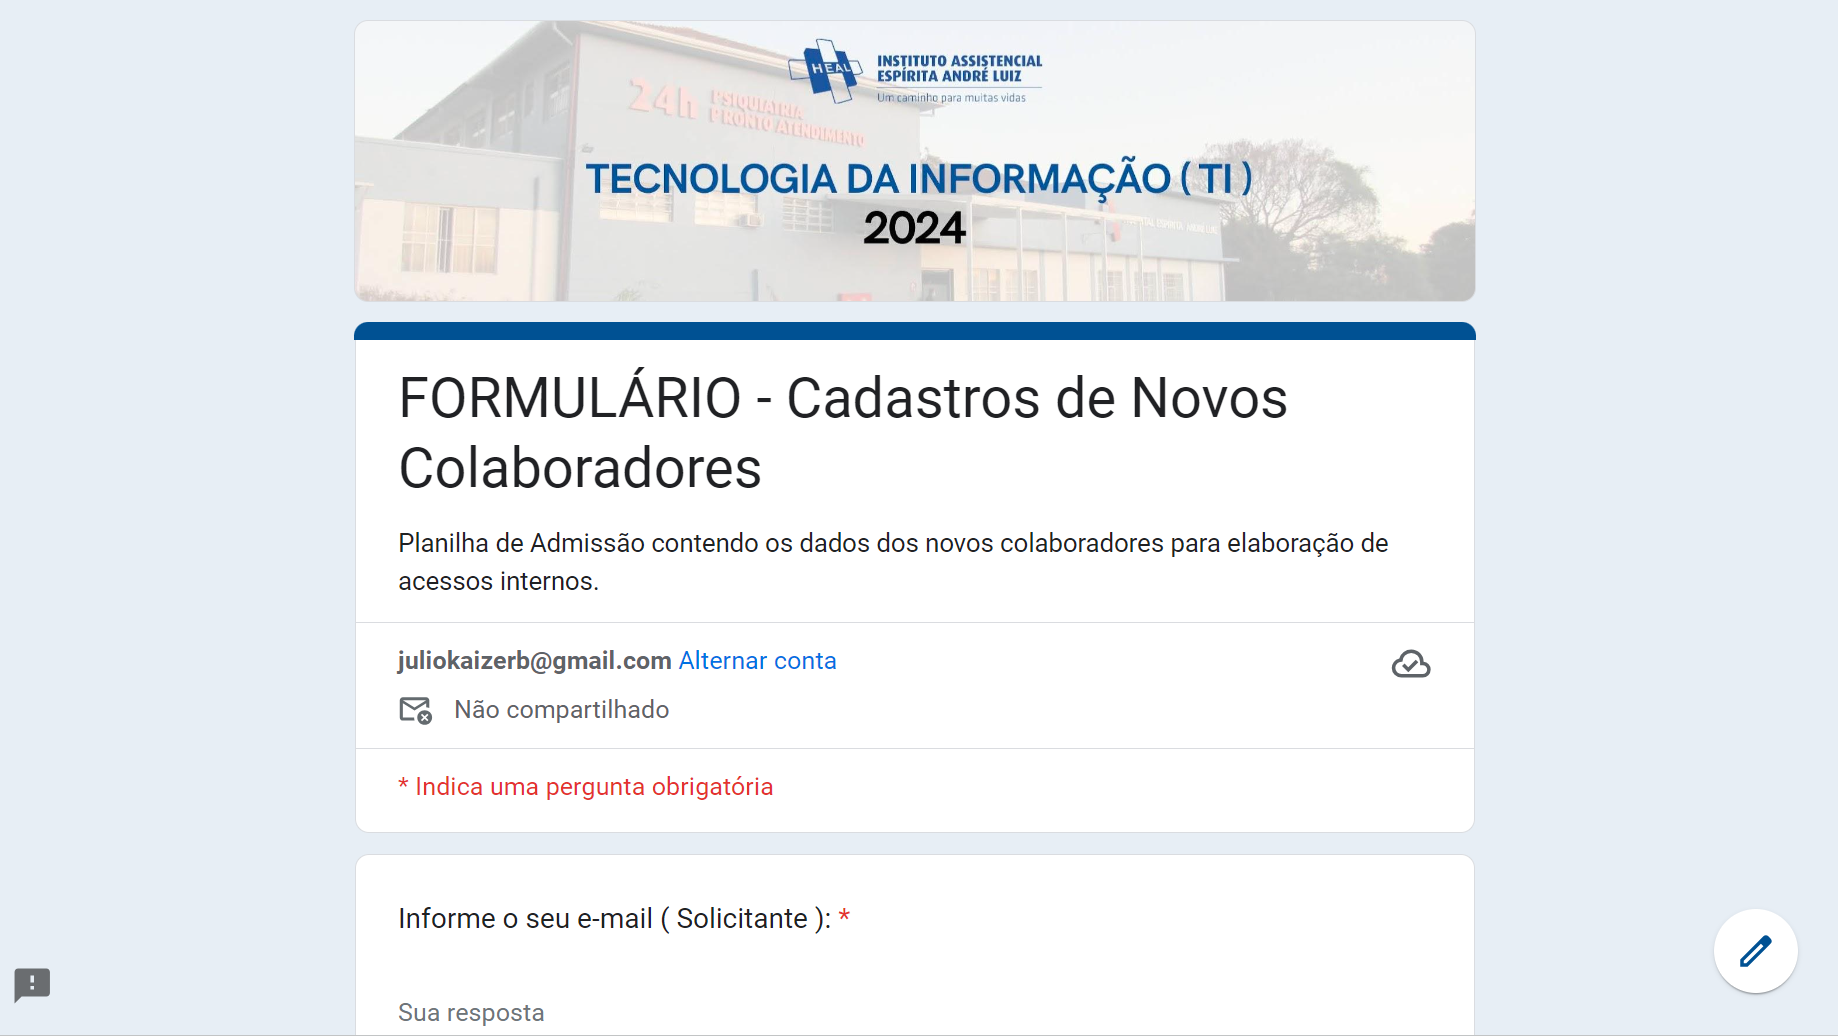 HEAL
INSTITUTO ASSISTENCIAL
ESPÍRITA ANDRÉ LUIZ
Um caminho para muitas vidas
24h PSIQUIATRIA
PRONTO ATENDIMENTO
TECNOLOGIA DA INFORMAÇÃO ( TI )
2024
FORMULÁRIO - Cadastros de Novos
Colaboradores
Planilha de Admissão contendo os dados dos novos colaboradores para elaboração de
acessos internos.
juliokaizerb@gmail.com Alternar conta
Não compartilhado
* Indica uma pergunta obrigatória
Informe o seu e-mail ( Solicitante ): *
Sua resposta